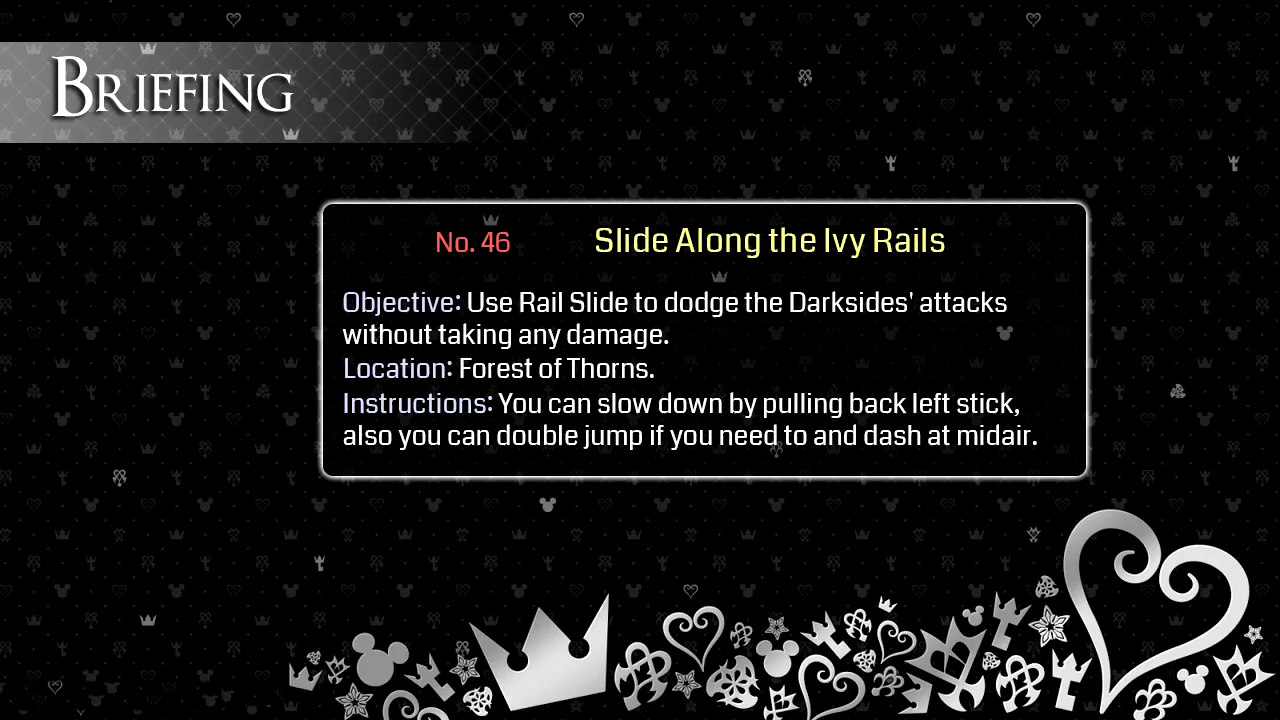 Briefing
No. 46 Slide Along the Ivy Rails
Objective: Use Rail Slide to dodge the Darksides' attacks
without taking any damage.
Location: Forest of Thorns.
Instructions: You can slow down by pulling back left stick,
also you can double jump if you need to and dash at midair.